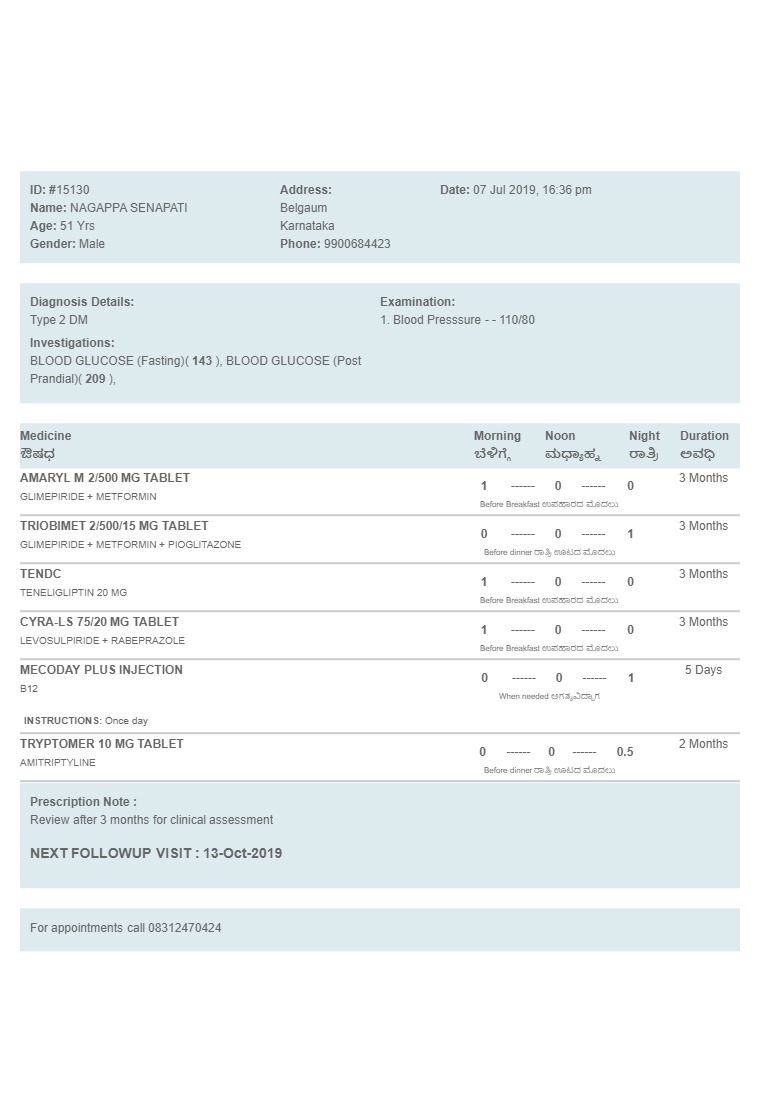 ID: #15130
Name: NAGAPPA SENAPATI
Age: 51 Yrs
Gender: Male
Address:
Belgaum
Karnataka
Phone: 9900684423
Date: 07 Jul 2019, 16:36 pm
Diagnosis Details:
Type 2 DM
Investigations:
BLOOD GLUCOSE (Fasting)( 143 ), BLOOD GLUCOSE (Post
Prandial)( 209 ),
Examination:
1. Blood Presssure - - 110/80
Medicine Morning Noon Night Duration
ಔಷಧ ಬೆಳಿಗ್ಗೆ ಮಧ್ಯಾಹ್ನ ರಾತ್ರಿ ಅವಧಿ
AMARYL M 2/500 MG TABLET 1 ------ 0 ------ 0 3 Months
GLIMEPIRIDE + METFORMIN Before Breakfast ಉಪಹಾರದ ಮೊದಲು
TRIOBIMET 2/500/15 MG TABLET 0 ------ 0 ------ 1 3 Months
GLIMEPIRIDE + METFORMIN + PIOGLITAZONE Before dinner ರಾತ್ರಿ ಊಟದ ಮೊದಲು
TENDC 1 ------ 0 ------ 0 3 Months
TENELIGLIPTIN 20 MG Before Breakfast ಉಪಹಾರದ ಮೊದಲು
CYRA-LS 75/20 MG TABLET 1 ------ 0 ------ 0 3 Months
LEVOSULPIRIDE + RABEPRAZOLE Before Breakfast ಉಪಹಾರದ ಮೊದಲು
MECODAY PLUS INJECTION 0 ------ 0 ------ 1 5 Days
B12 When needed ಅಗತ್ಯವಿದ್ದಾಗ
INSTRUCTIONS: Once day
TRYPTOMER 10 MG TABLET 0 ------ 0 ------ 0.5 2 Months
AMITRIPTYLINE Before dinner ರಾತ್ರಿ ಊಟದ ಮೊದಲು
Prescription Note :
Review after 3 months for clinical assessment
NEXT FOLLOWUP VISIT : 13-Oct-2019
For appointments call 08312470424